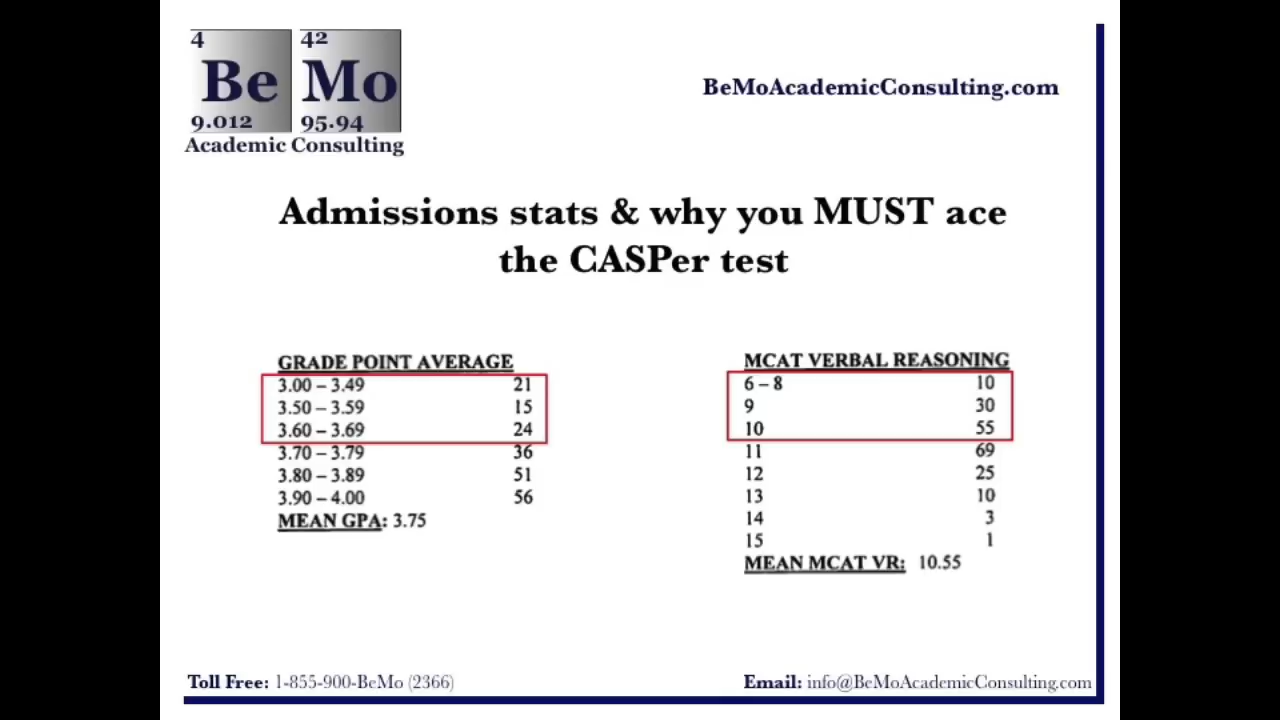 4 42
Be Mo
9.012 95.94
Academic Consulting
BeMoAcademicConsulting.com
Admissions stats & why you MUST ace
the CASPer test
GRADE POINT AVERAGE
3.00 – 3.49 21
3.50 – 3.59 15
3.60 – 3.69 24
3.70 – 3.79 36
3.80 – 3.89 51
3.90 – 4.00 56
MEAN GPA: 3.75
MCAT VERBAL REASONING
6 – 8 10
9 30
10 55
11 69
12 25
13 10
14 3
15 1
MEAN MCAT VR: 10.55
Toll Free: 1-855-900-BeMo (2366)
Email: info@BeMoAcademicConsulting.com